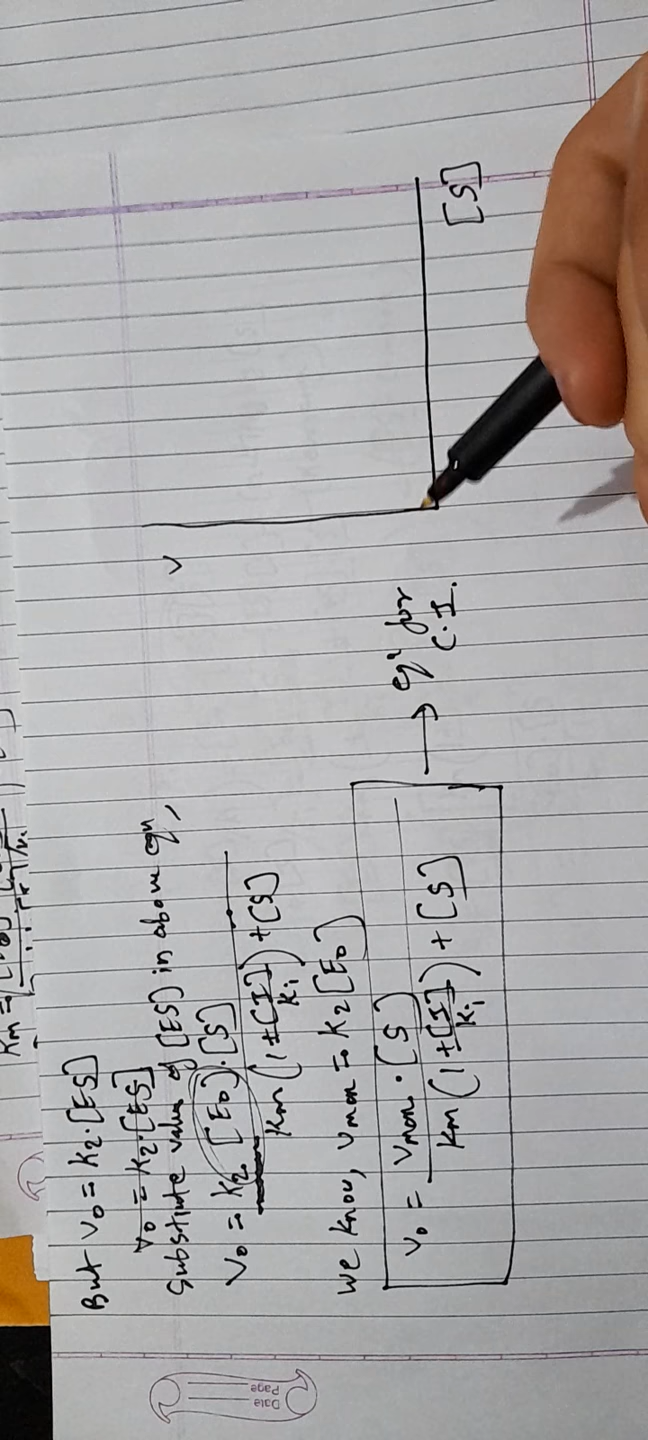 But V₀ = K₂.[ES]
V₀ = K₂.[ES]
Substitute value of [ES] in above eqn,
V₀ = K₂.[E₀].[S]
Km(1+[I]/Ki)+[S]
We know, Vmax = K₂[E₀]
V₀ = Vmax.[S]
Km(1+[I]/Ki)+[S]
→ eqⁿ for
C.I.
V
[S]
Date
Page